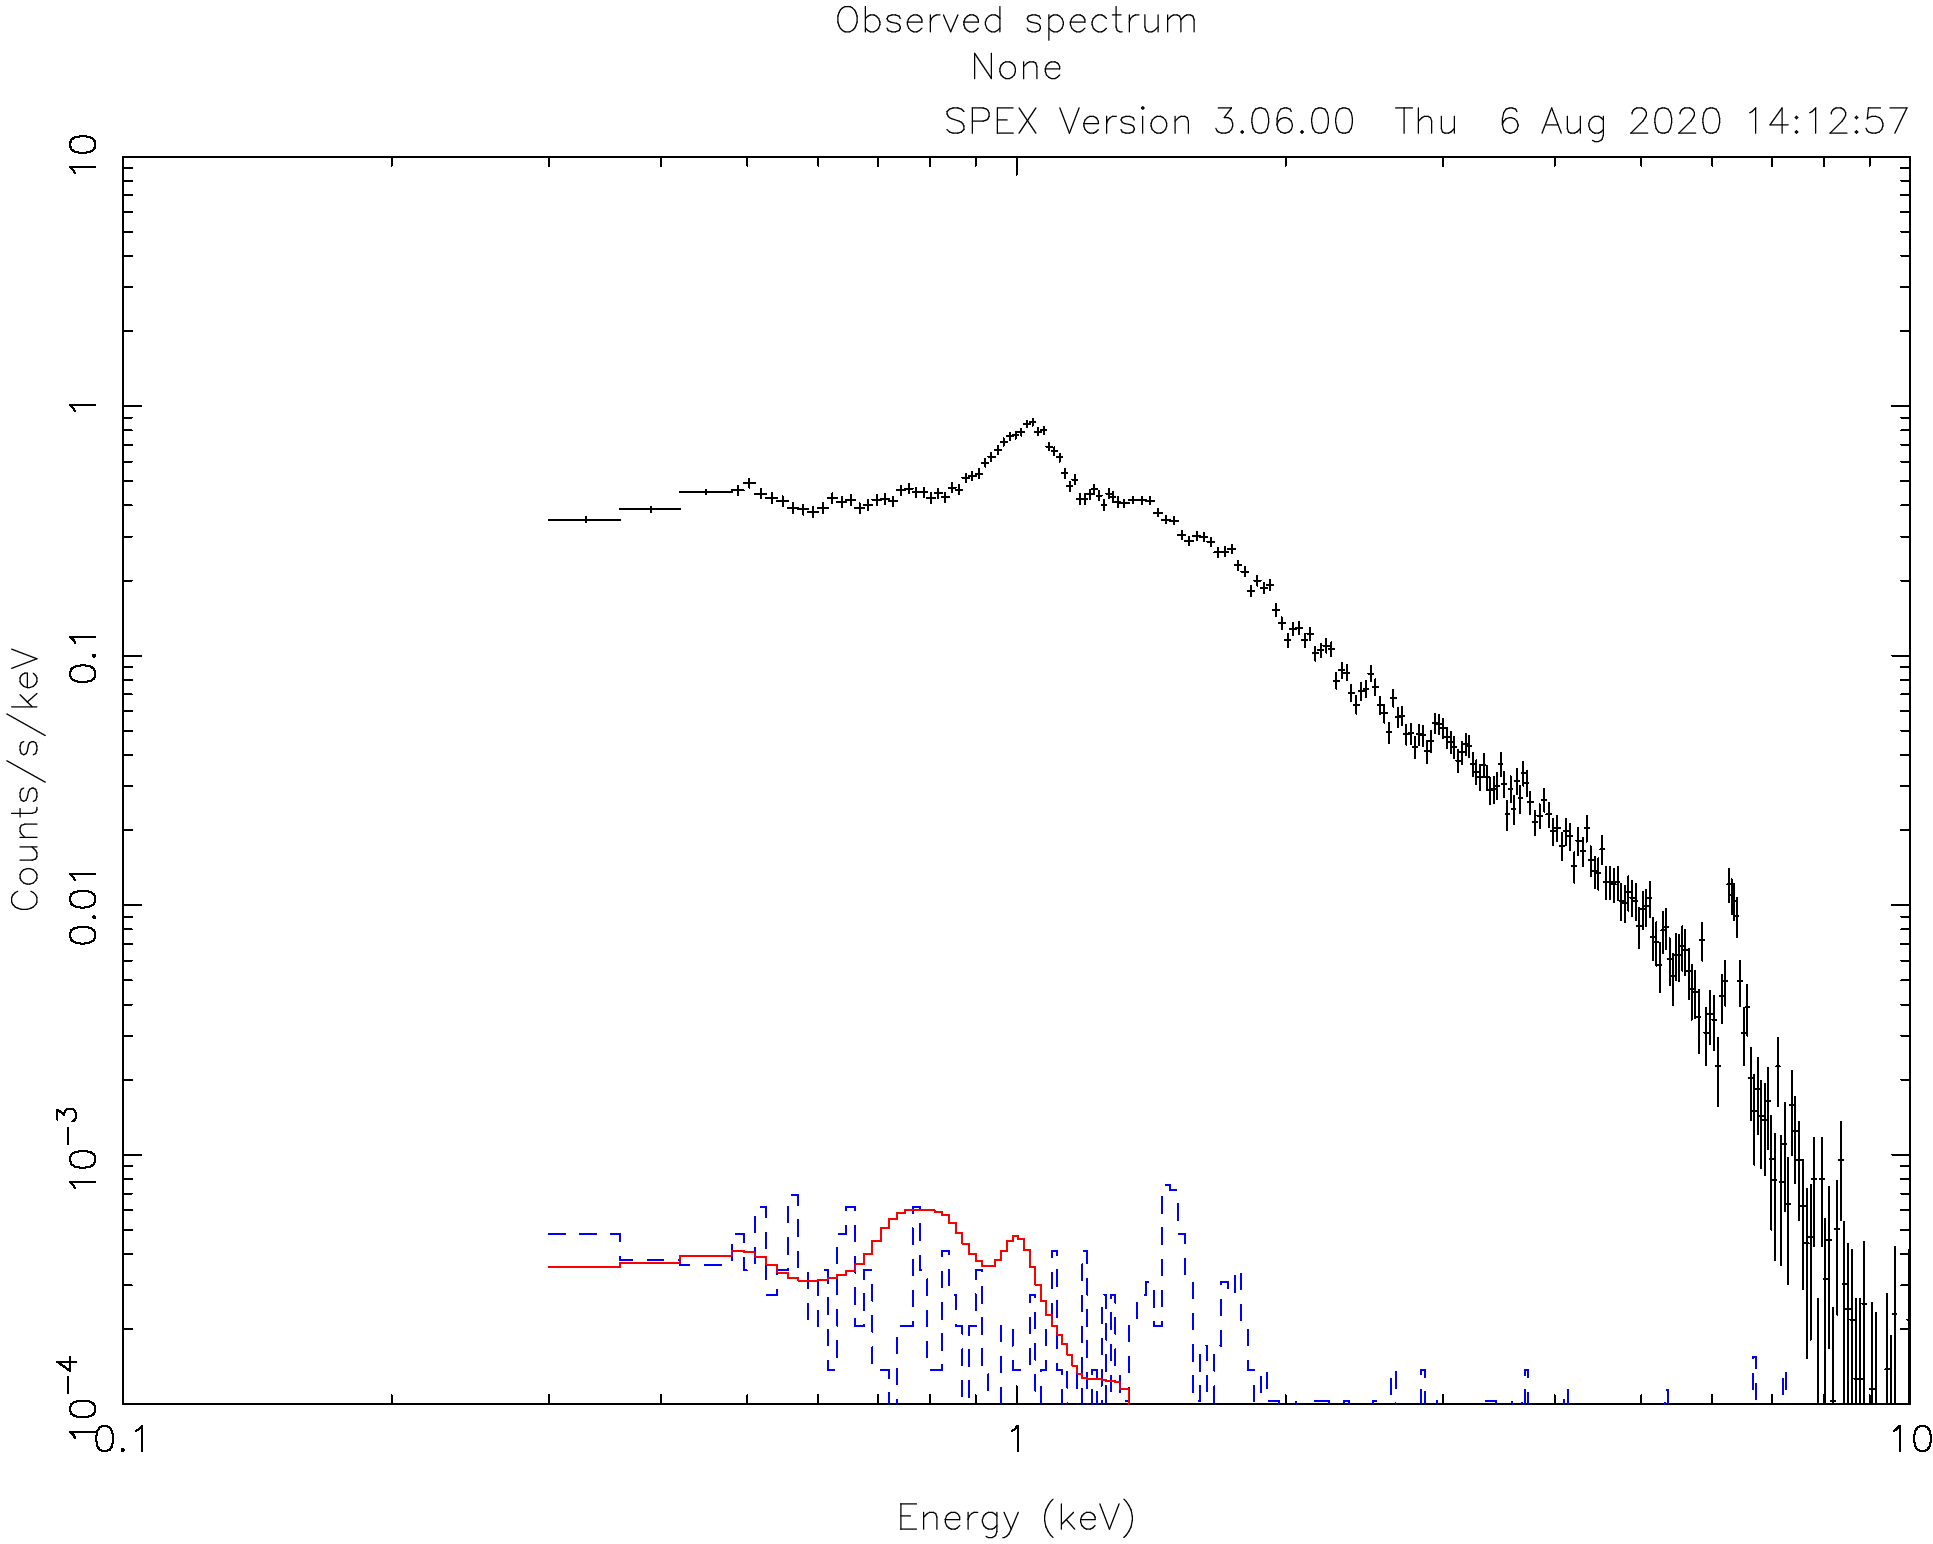 Observed spectrum
None
SPEX Version 3.06.00 Thu 6 Aug 2020 14:12:57
10
1
0.1
0.01
10−3
10−4
Counts/s/keV
0.1 1 10
Energy (keV)